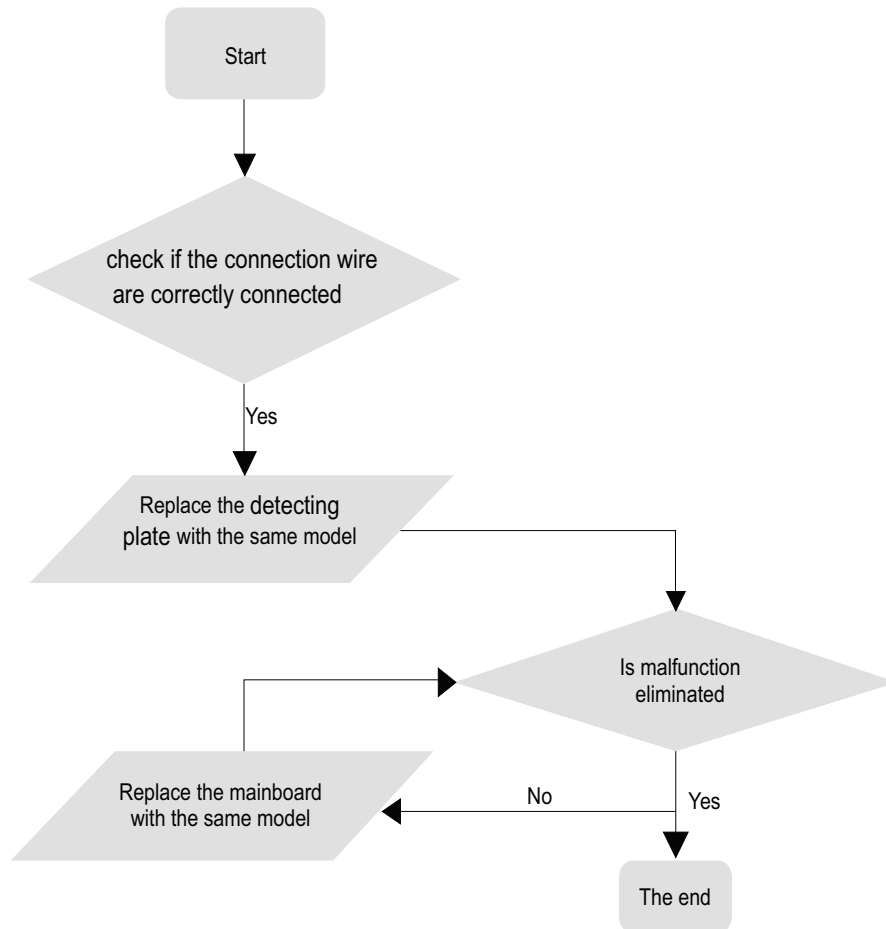 Start
check if the connection wire
are correctly connected
Yes
Replace the detecting
plate with the same model
Is malfunction
eliminated
Replace the mainboard
with the same model
No
Yes
The end